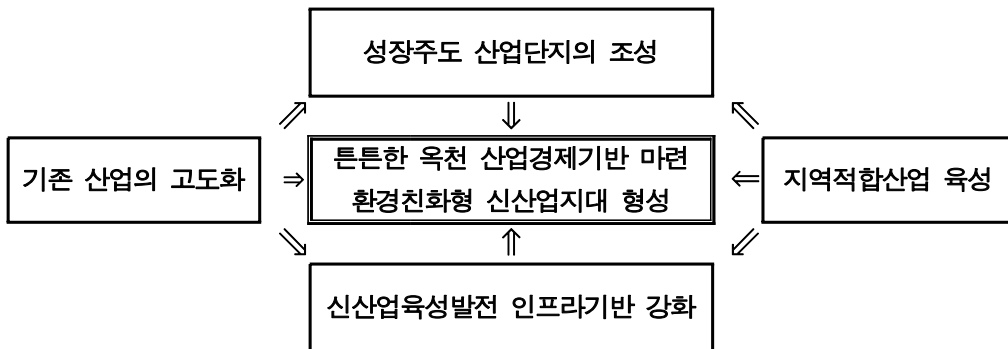 성장주도 산업단지의 조성
기존 산업의 고도화
튼튼한 옥천 산업경제기반 마련
환경친화형 신산업지대 형성
지역적합산업 육성
신산업육성발전 인프라기반 강화